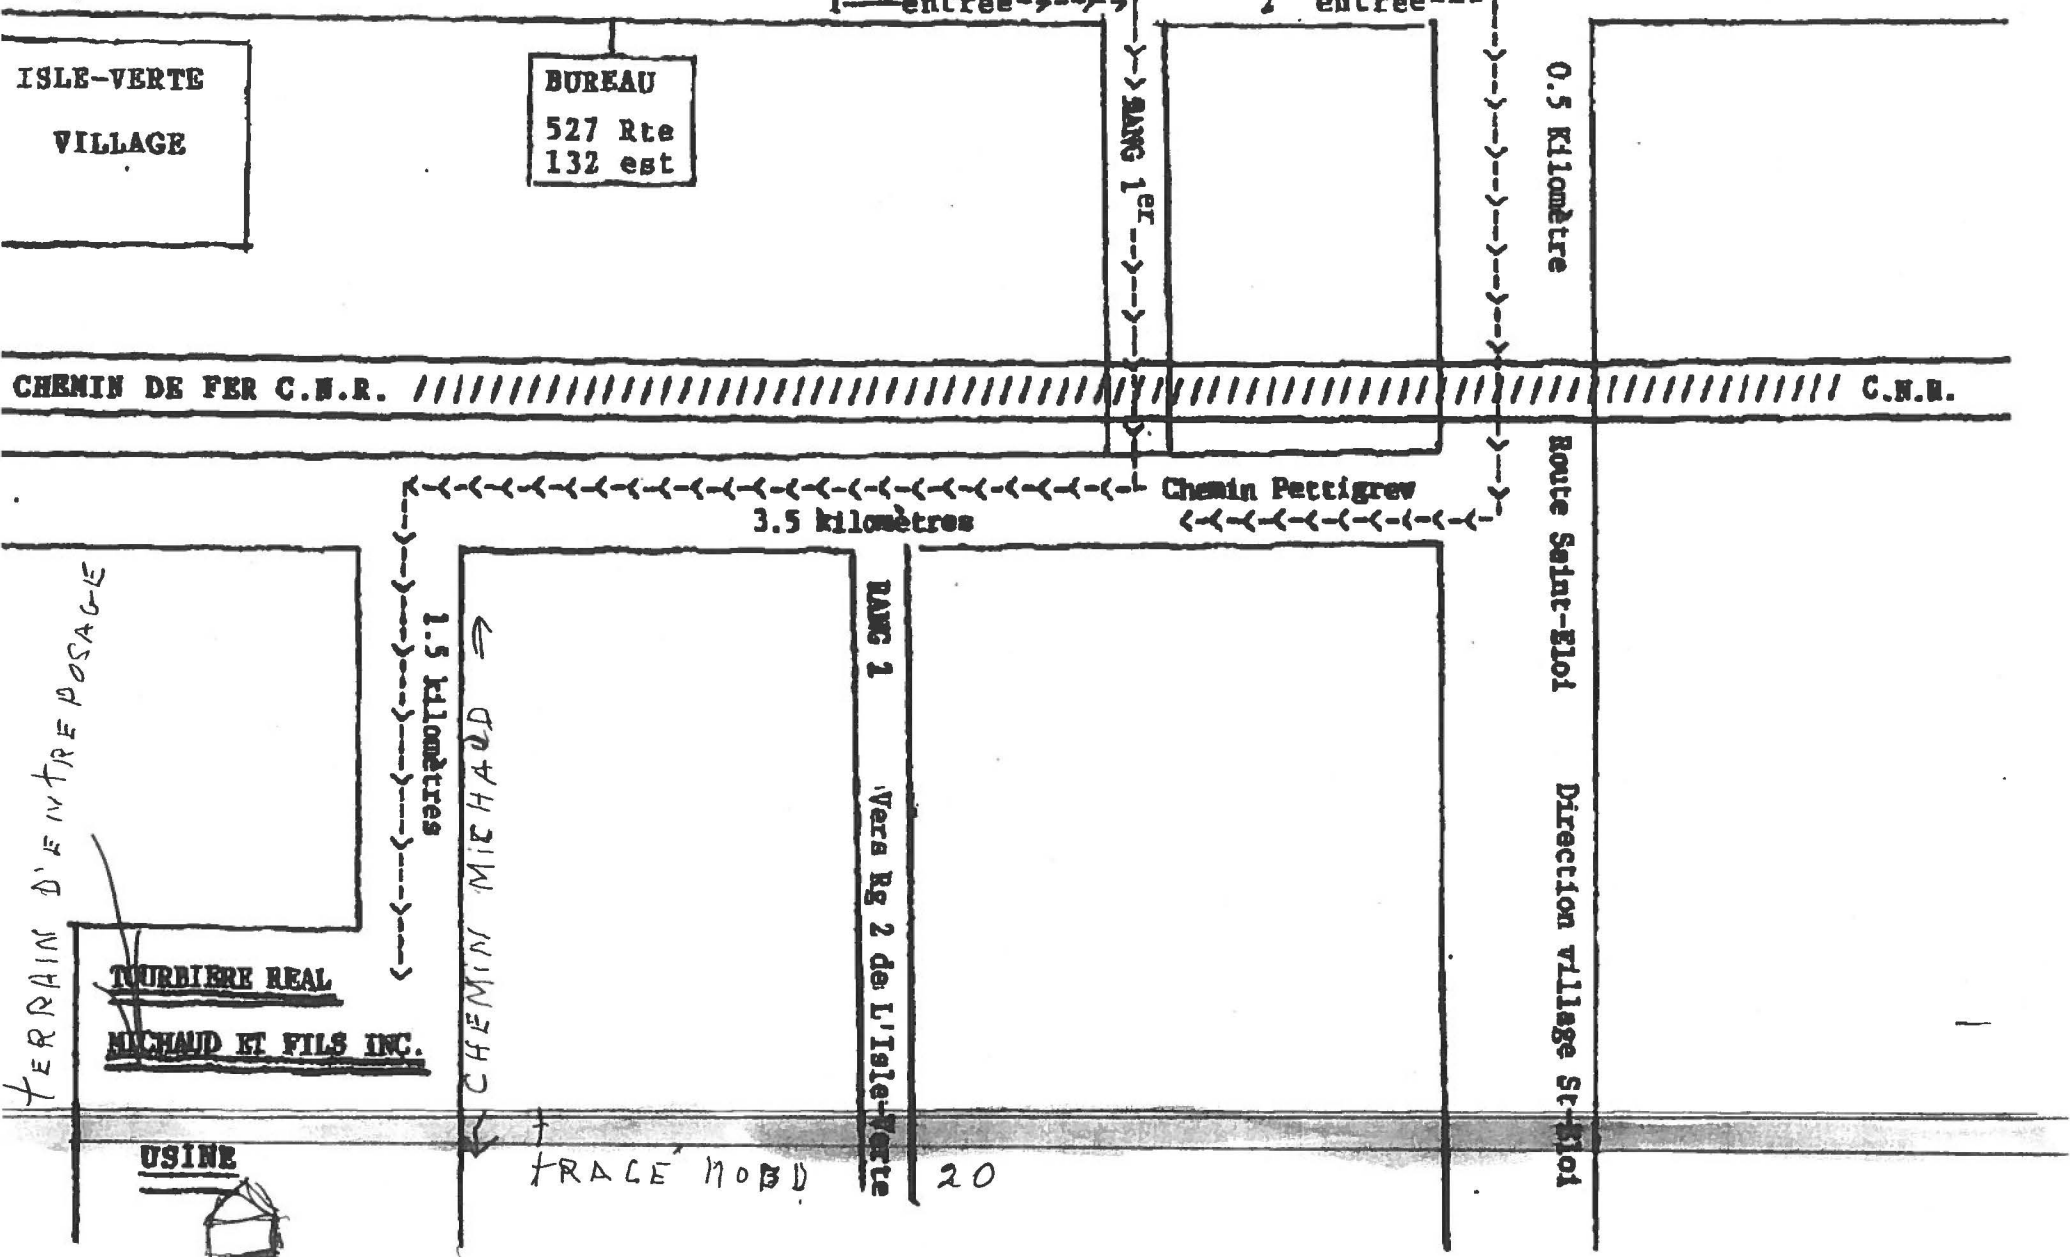 entrée
2 entrée
ISLE-VERTE
VILLAGE
BUREAU
527 Rte
132 est
RANG 1er
0.5 Kilomètre
CHEMIN DE FER C.N.R.
C.N.R.
Chemin Pettigrew
3.5 kilomètres
Route Saint-Eloi
Direction village St-Eloi
TERRAIN D'ENTREPOSAGE
1.5 kilomètres
CHEMIN MICHAUD
RANG 1
Vers Rg 2 de L'Isle-Verte
TOURBIERE REAL
MICHAUD ET FILS INC.
USINE
TRACÉ NORD 20